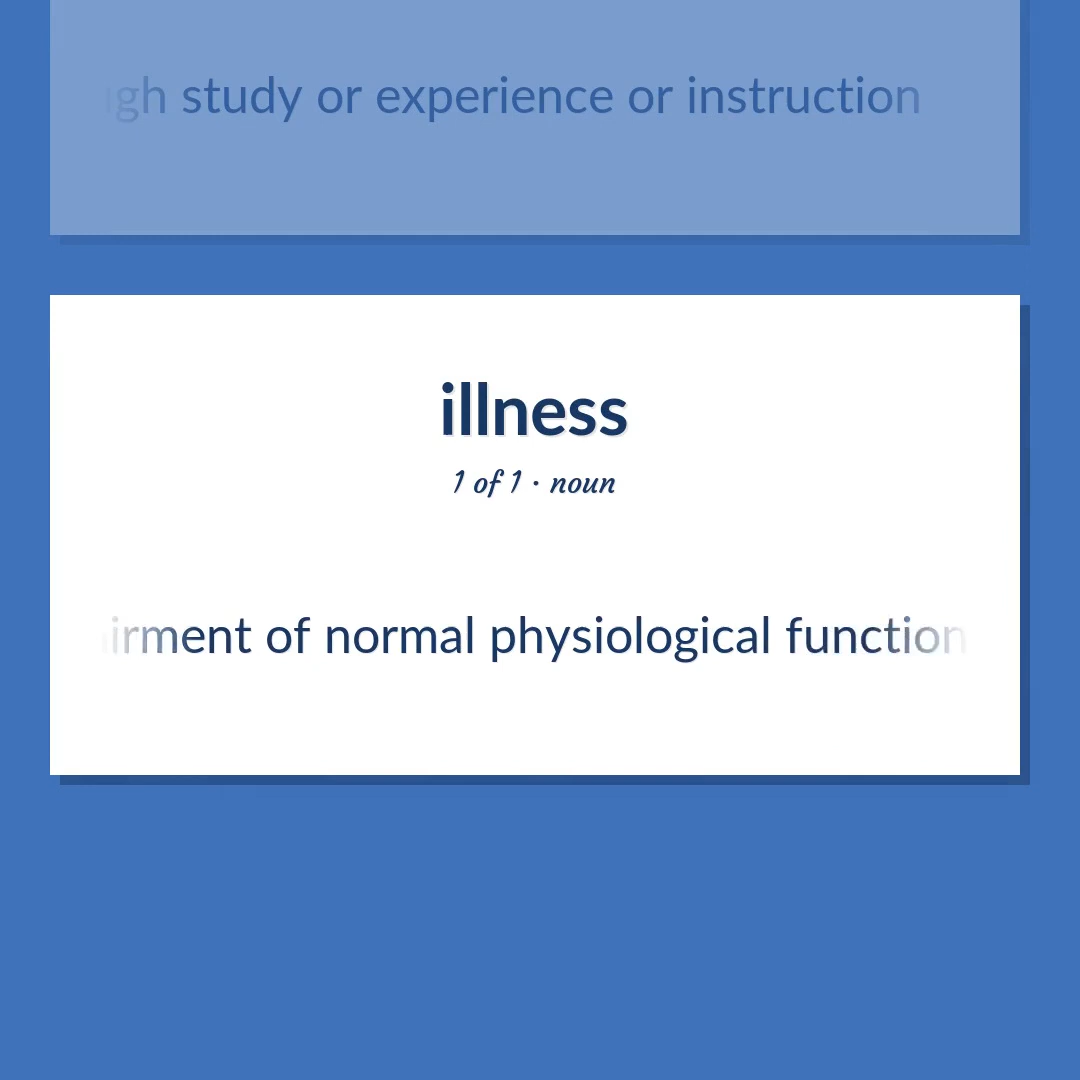 study or experience or instruction
illness
1 of 1 · noun
of normal physiological function